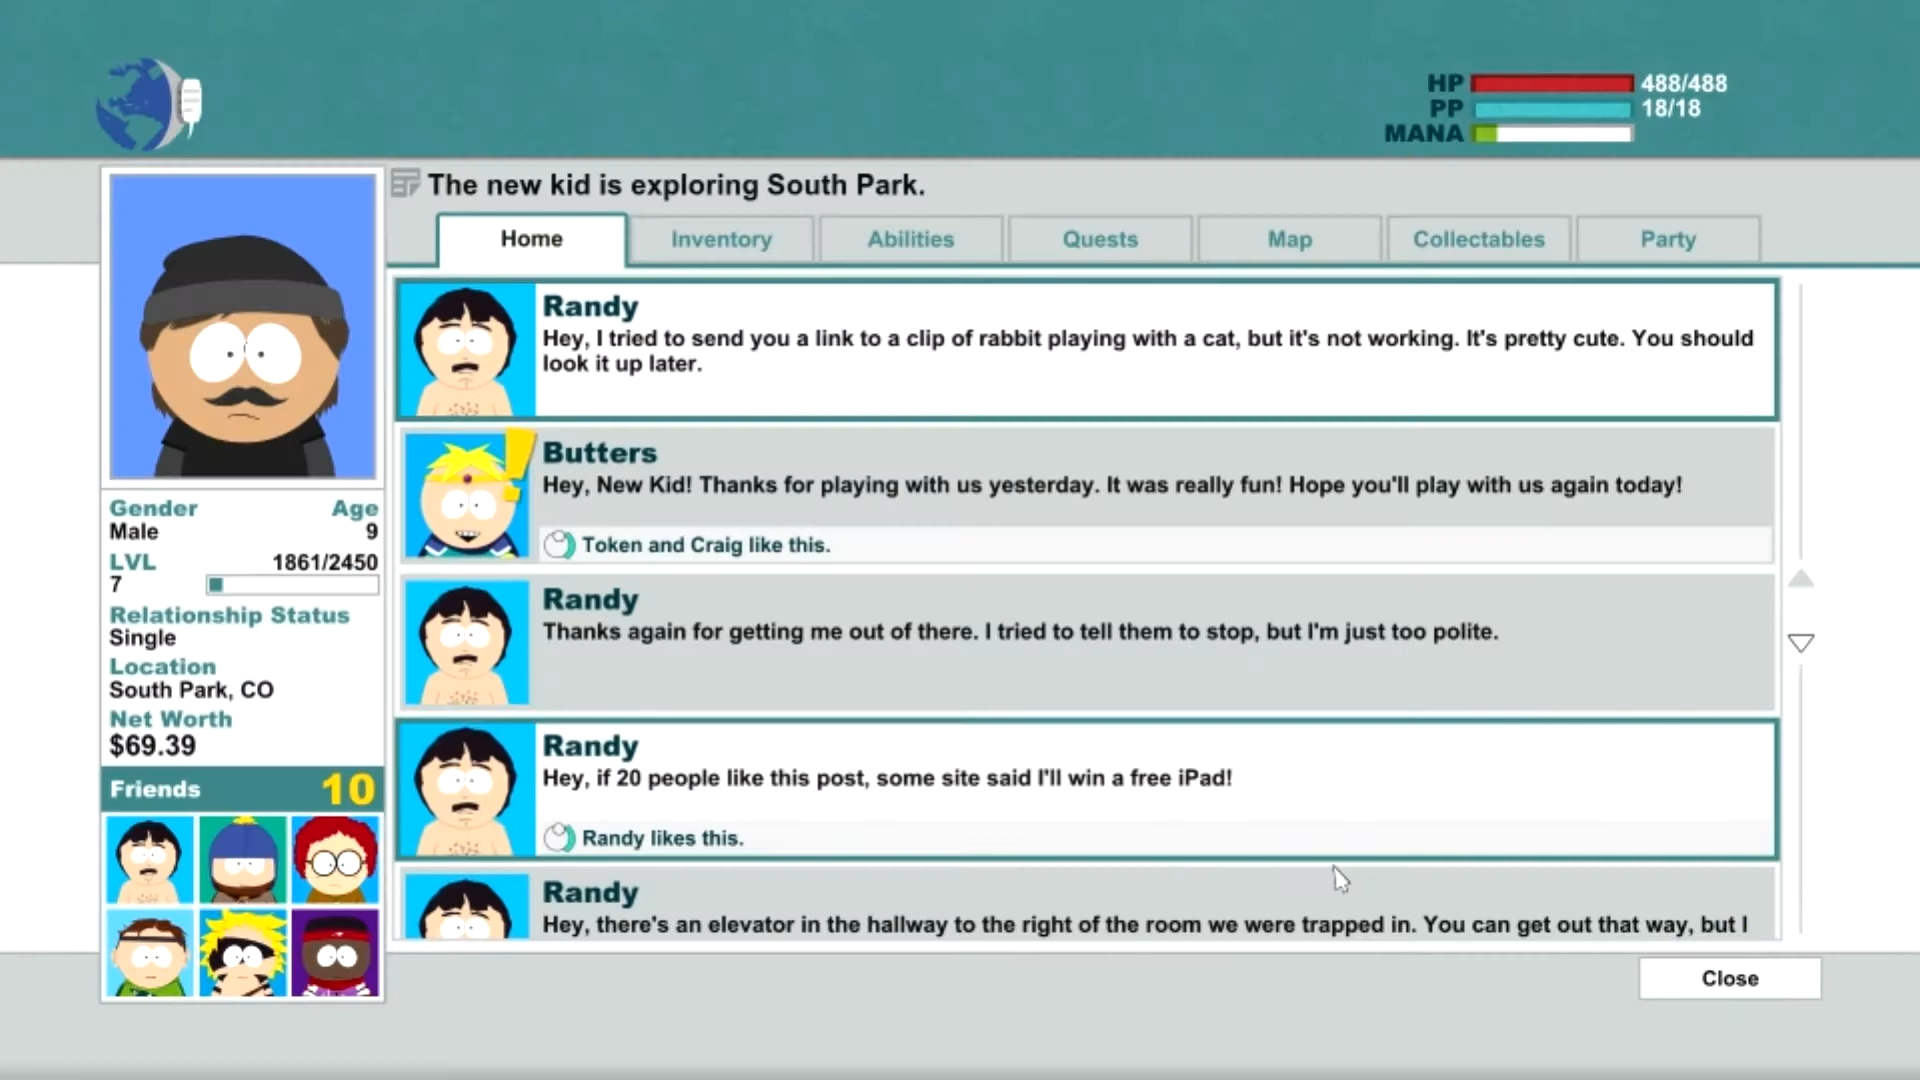 HP 488/488
PP 18/18
MANA
The new kid is exploring South Park.
Home Inventory Abilities Quests Map Collectables Party
Gender Age
Male 9
LVL 1861/2450
7
Relationship Status
Single
Location
South Park, CO
Net Worth
$69.39
Friends 10
Randy
Hey, I tried to send you a link to a clip of rabbit playing with a cat, but it's not working. It's pretty cute. You should
look it up later.
Butters
Hey, New Kid! Thanks for playing with us yesterday. It was really fun! Hope you'll play with us again today!
Token and Craig like this.
Randy
Thanks again for getting me out of there. I tried to tell them to stop, but I'm just too polite.
Randy
Hey, if 20 people like this post, some site said I'll win a free iPad!
Randy likes this.
Randy
Hey, there's an elevator in the hallway to the right of the room we were trapped in. You can get out that way, but I
Close